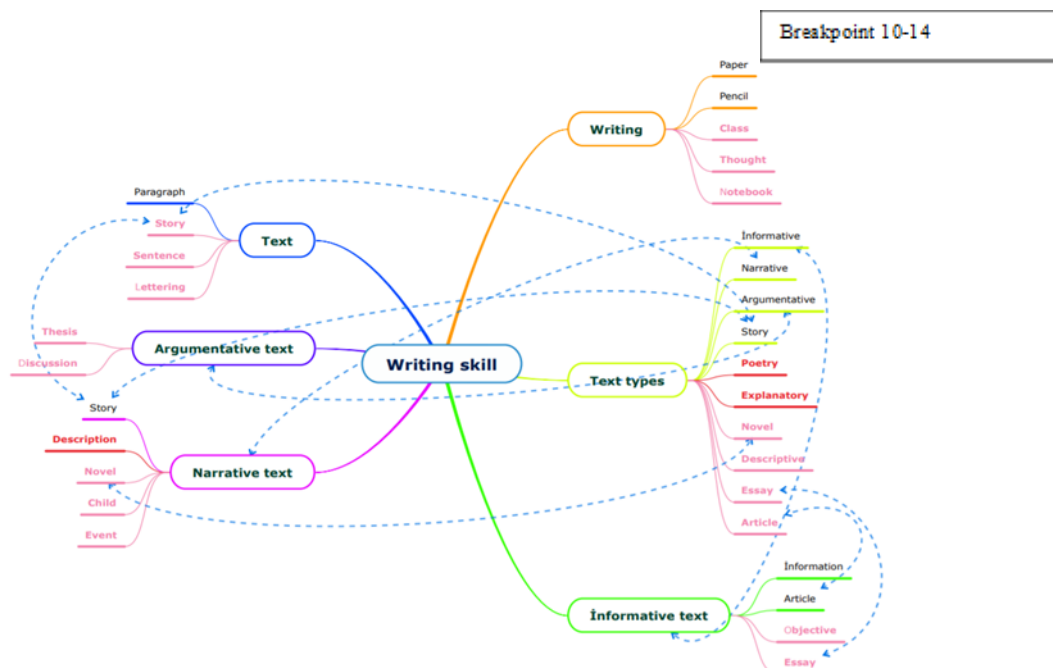 Breakpoint 10-14
Writing skill
Writing
Paper
Pencil
Class
Thought
Notebook
Text
Paragraph
Story
Sentence
Lettering
Argumentative text
Thesis
Discussion
Narrative text
Story
Description
Novel
Child
Event
Text types
İnformative
Narrative
Argumentative
Story
Poetry
Explanatory
Novel
Descriptive
Essay
Article
İnformative text
İnformation
Article
Objective
Essay